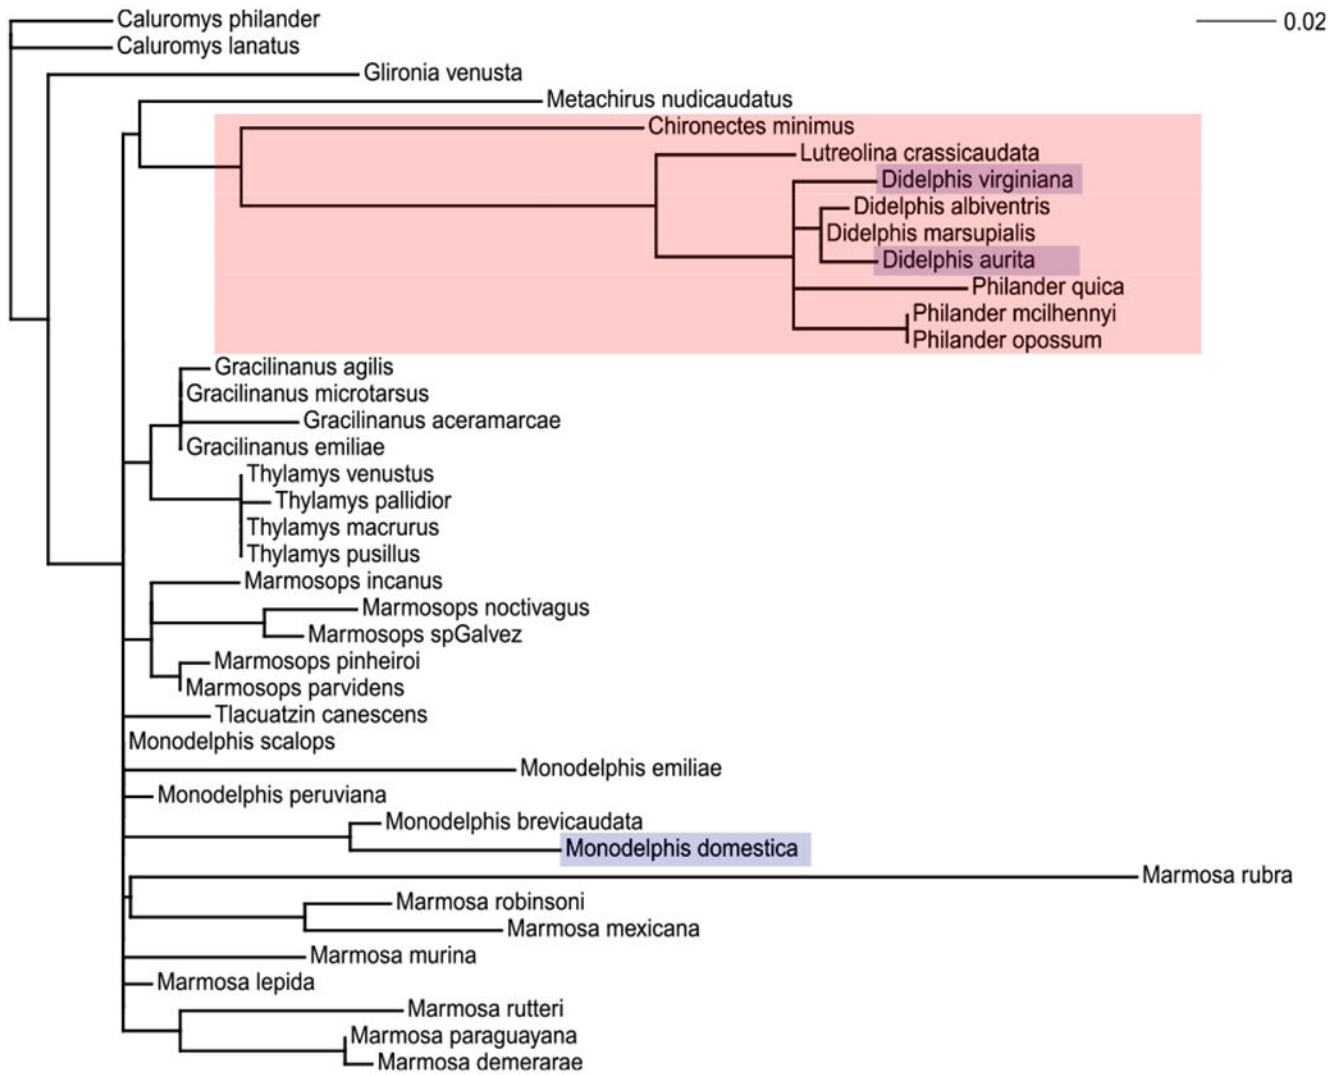 Caluromys philander
0.02
Caluromys lanatus
Glironia venusta
Metachirus nudicaudatus
Chironectes minimus
Lutreolina crassicaudata
Didelphis virginiana
Didelphis albiventris
Didelphis marsupialis
Didelphis aurita
Philander quica
Philander mcilhennyi
Philander opossum
Gracilinanus agilis
Gracilinanus microtarsus
Gracilinanus aceramarcae
Gracilinanus emiliae
Thylamys venustus
Thylamys pallidior
Thylamys macrurus
Thylamys pusillus
Marmosops incanus
Marmosops noctivagus
Marmosops spGalvez
Marmosops pinheiroi
Marmosops parvidens
Tlacuatzin canescens
Monodelphis scalops
Monodelphis emiliae
Monodelphis peruviana
Monodelphis brevicaudata
Monodelphis domestica
Marmosa rubra
Marmosa robinsoni
Marmosa mexicana
Marmosa murina
Marmosa lepida
Marmosa rutteri
Marmosa paraguayana
Marmosa demerarae